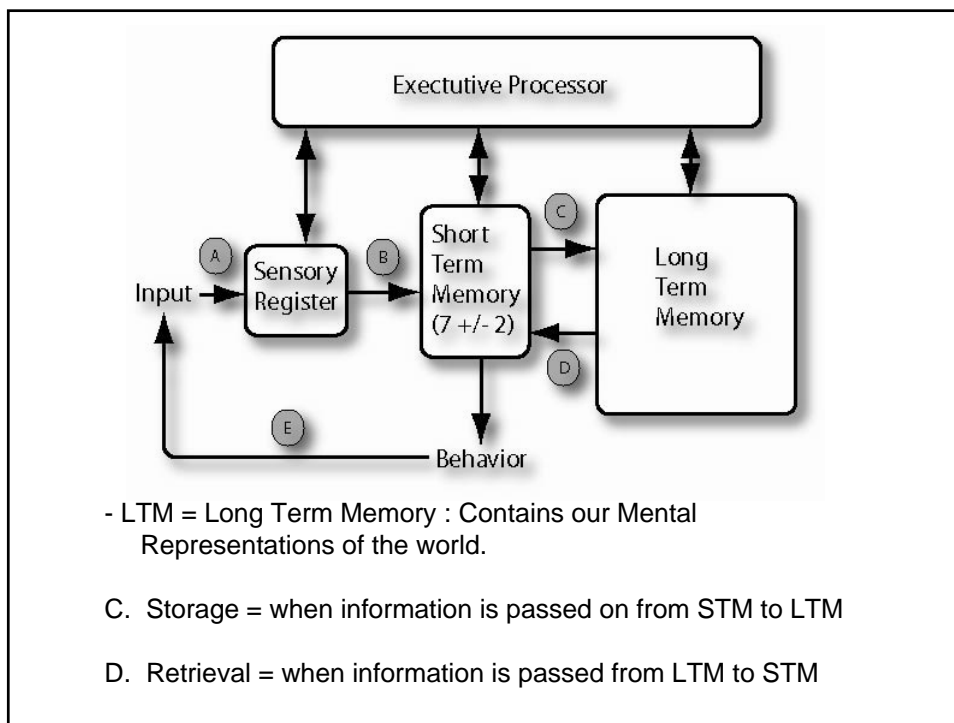 Exectutive Processor
A
B
C
Input
Sensory
Register
Short
Term
Memory
(7 +/- 2)
Long
Term
Memory
D
E
Behavior
- LTM = Long Term Memory : Contains our Mental
Representations of the world.
C. Storage = when information is passed on from STM to LTM
D. Retrieval = when information is passed from LTM to STM